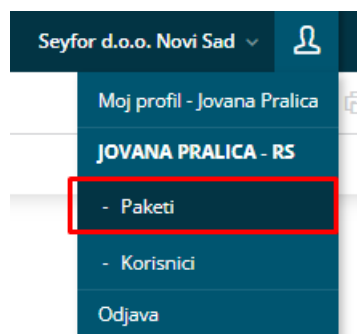 Seyfor d.o.o. Novi Sad
Moj profil - Jovana Pralica
JOVANA PRALICA - RS
- Paketi
- Korisnici
Odjava